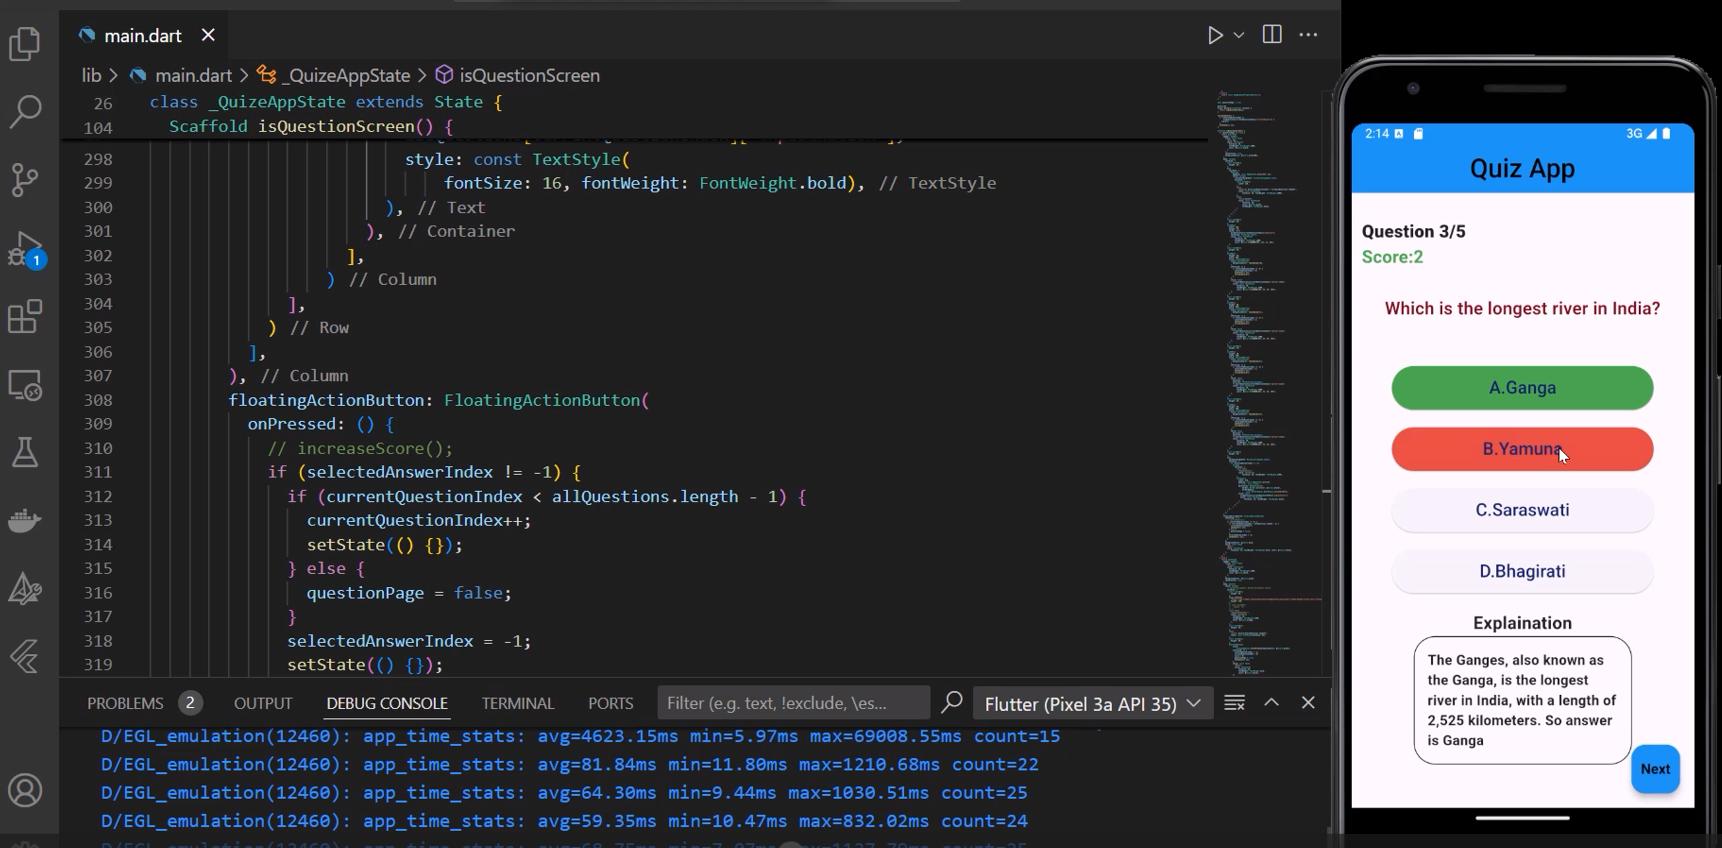 main.dart
lib > main.dart > _QuizeAppState > isQuestionScreen
26 class _QuizeAppState extends State {
104 Scaffold isQuestionScreen() {
298 style: const TextStyle(
299 fontSize: 16, fontWeight: FontWeight.bold), // TextStyle
300 ), // Text
301 ), // Container
302 ],
303 ) // Column
304 ],
305 ) // Row
306 ],
307 ), // Column
308 floatingActionButton: FloatingActionButton(
309 onPressed: () {
310 // increaseScore();
311 if (selectedAnswerIndex != -1) {
312 if (currentQuestionIndex < allQuestions.length - 1) {
313 currentQuestionIndex++;
314 setState(() {});
315 } else {
316 questionPage = false;
317 }
318 selectedAnswerIndex = -1;
319 setState(() {});
1
PROBLEMS 2 OUTPUT DEBUG CONSOLE TERMINAL PORTS Filter (e.g. text, !exclude, \es... Flutter (Pixel 3a API 35)
D/EGL_emulation(12460): app_time_stats: avg=4623.15ms min=5.97ms max=69008.55ms count=15
D/EGL_emulation(12460): app_time_stats: avg=81.84ms min=11.80ms max=1210.68ms count=22
D/EGL_emulation(12460): app_time_stats: avg=64.30ms min=9.44ms max=1030.51ms count=25
D/EGL_emulation(12460): app_time_stats: avg=59.35ms min=10.47ms max=832.02ms count=24
2:14 3G
Quiz App
Question 3/5
Score:2
Which is the longest river in India?
A.Ganga
B.Yamuna
C.Saraswati
D.Bhagirati
Explaination
The Ganges, also known as
the Ganga, is the longest
river in India, with a length of
2,525 kilometers. So answer
is Ganga
Next